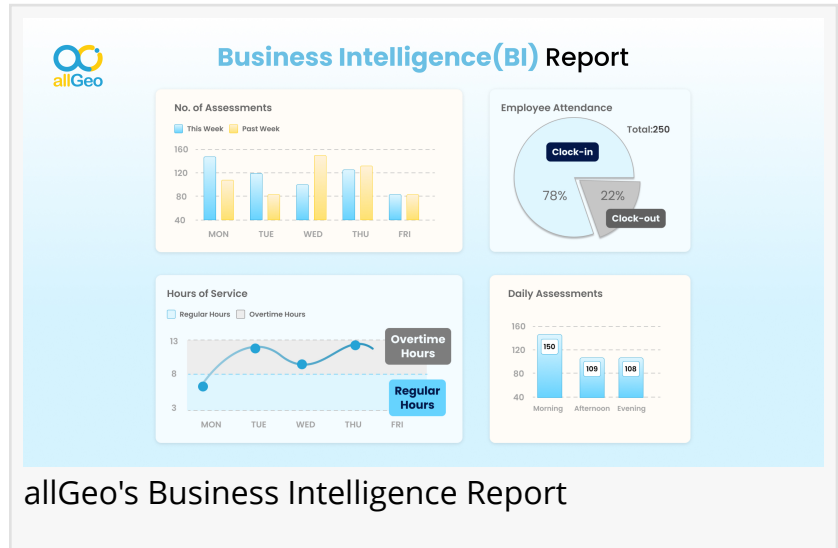 allGeo
Business Intelligence(BI) Report
No. of Assessments
This Week Past Week
160
120
80
40
MON TUE WED THU FRI
Employee Attendance
Total:250
Clock-in
78% 22%
Clock-out
Hours of Service
Regular Hours Overtime Hours
13
8
3
Overtime
Hours
Regular
Hours
MON TUE WED THU FRI
Daily Assessments
160
120
80
40
150
109
108
Morning Afternoon Evening
allGeo's Business Intelligence Report